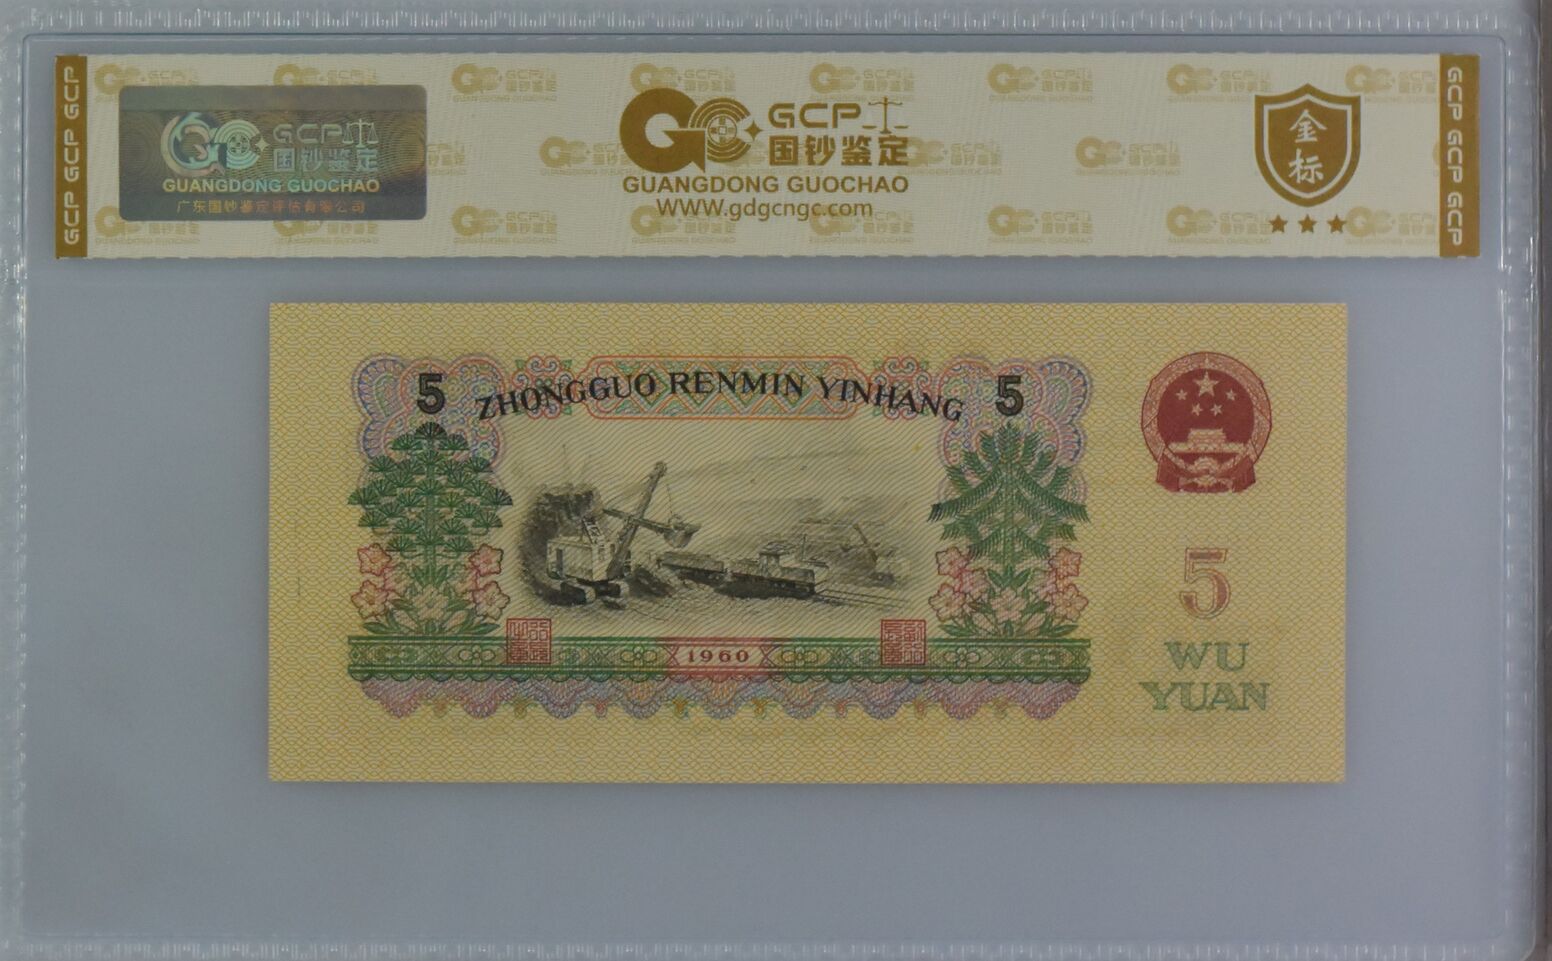 GCP GCP GCP
GCP
国钞鉴定
GUANGDONG GUOCHAO
广东国钞鉴定评估有限公司
GCP
国钞鉴定
GUANGDONG GUOCHAO
WWW.gdgcngc.com
金
标
GCP GCP GCP
5
ZHONGGUO RENMIN YINHANG
5
5
WU
YUAN
1960